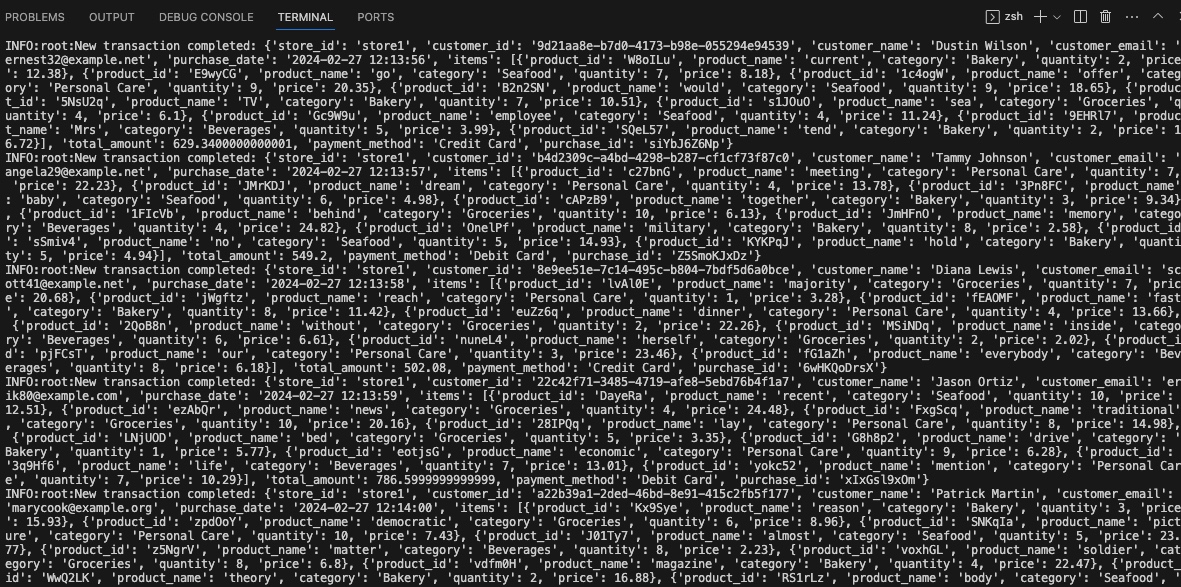 PROBLEMS OUTPUT DEBUG CONSOLE TERMINAL PORTS zsh
INFO:root:New transaction completed: {'store_id': 'store1', 'customer_id': '9d21aa8e-b7d0-4173-b98e-055294e94539', 'customer_name': 'Dustin Wilson', 'customer_email': '
ernest32@example.net', 'purchase_date': '2024-02-27 12:13:56', 'items': [{'product_id': 'W8oILu', 'product_name': 'current', 'category': 'Bakery', 'quantity': 2, 'price'
: 12.38}, {'product_id': 'E9wyCG', 'product_name': 'go', 'category': 'Seafood', 'quantity': 7, 'price': 8.18}, {'product_id': '1c4ogW', 'product_name': 'offer', 'categ
ory': 'Personal Care', 'quantity': 9, 'price': 20.35}, {'product_id': 'B2n2SN', 'product_name': 'would', 'category': 'Seafood', 'quantity': 9, 'price': 18.65}, {'produc
t_id': '5NsU2q', 'product_name': 'TV', 'category': 'Bakery', 'quantity': 7, 'price': 10.51}, {'product_id': 's1JOuO', 'product_name': 'sea', 'category': 'Groceries', 'q
uantity': 4, 'price': 6.1}, {'product_id': 'Gc9W9u', 'product_name': 'employee', 'category': 'Seafood', 'quantity': 4, 'price': 11.24}, {'product_id': '9EHRl7', 'produc
t_name': 'Mrs', 'category': 'Beverages', 'quantity': 5, 'price': 3.99}, {'product_id': 'SQeL57', 'product_name': 'tend', 'category': 'Bakery', 'quantity': 2, 'price': 1
6.72}], 'total_amount': 629.3400000000001, 'payment_method': 'Credit Card', 'purchase_id': 'siYbJ6Z6Np'}
INFO:root:New transaction completed: {'store_id': 'store1', 'customer_id': 'b4d2309c-a4bd-4298-b287-cf1cf73f87c0', 'customer_name': 'Tammy Johnson', 'customer_email': '
angela29@example.net', 'purchase_date': '2024-02-27 12:13:57', 'items': [{'product_id': 'c27bnG', 'product_name': 'meeting', 'category': 'Personal Care', 'quantity': 7,
'price': 22.23}, {'product_id': 'JMrKDJ', 'product_name': 'dream', 'category': 'Personal Care', 'quantity': 4, 'price': 13.78}, {'product_id': '3Pn8FC', 'product_name'
: 'baby', 'category': 'Seafood', 'quantity': 6, 'price': 4.98}, {'product_id': 'cAPzB9', 'product_name': 'together', 'category': 'Bakery', 'quantity': 3, 'price': 9.34}
, {'product_id': '1FIcVb', 'product_name': 'behind', 'category': 'Groceries', 'quantity': 10, 'price': 6.13}, {'product_id': 'JmHFnO', 'product_name': 'memory', 'catego
ry': 'Beverages', 'quantity': 4, 'price': 24.82}, {'product_id': 'OnelPf', 'product_name': 'military', 'category': 'Bakery', 'quantity': 8, 'price': 2.58}, {'product_id
': 'sSmiv4', 'product_name': 'no', 'category': 'Seafood', 'quantity': 5, 'price': 14.93}, {'product_id': 'KYKPqJ', 'product_name': 'hold', 'category': 'Bakery', 'quanti
ty': 5, 'price': 4.94}], 'total_amount': 549.2, 'payment_method': 'Debit Card', 'purchase_id': 'Z5SmoKJxDz'}
INFO:root:New transaction completed: {'store_id': 'store1', 'customer_id': '8e9ee51e-7c14-495c-b804-7bdf5d6a0bce', 'customer_name': 'Diana Lewis', 'customer_email': 'sc
ott41@example.net', 'purchase_date': '2024-02-27 12:13:58', 'items': [{'product_id': 'lvAl0E', 'product_name': 'majority', 'category': 'Groceries', 'quantity': 7, 'pric
e': 20.68}, {'product_id': 'jWgftz', 'product_name': 'reach', 'category': 'Personal Care', 'quantity': 1, 'price': 3.28}, {'product_id': 'fEAOMF', 'product_name': 'fast
', 'category': 'Bakery', 'quantity': 8, 'price': 11.42}, {'product_id': 'euZz6q', 'product_name': 'dinner', 'category': 'Personal Care', 'quantity': 4, 'price': 13.66},
{'product_id': '2QoB8n', 'product_name': 'without', 'category': 'Groceries', 'quantity': 2, 'price': 22.26}, {'product_id': 'MSiNDq', 'product_name': 'inside', 'catego
ry': 'Beverages', 'quantity': 6, 'price': 6.61}, {'product_id': 'nuneL4', 'product_name': 'herself', 'category': 'Groceries', 'quantity': 2, 'price': 2.02}, {'product_i
d': 'pjFCsT', 'product_name': 'our', 'category': 'Personal Care', 'quantity': 3, 'price': 23.46}, {'product_id': 'fG1aZh', 'product_name': 'everybody', 'category': 'Bev
erages', 'quantity': 8, 'price': 6.18}], 'total_amount': 502.08, 'payment_method': 'Credit Card', 'purchase_id': '6wHKQoDrsX'}
INFO:root:New transaction completed: {'store_id': 'store1', 'customer_id': '22c42f71-3485-4719-afe8-5ebd76b4f1a7', 'customer_name': 'Jason Ortiz', 'customer_email': 'er
ik80@example.com', 'purchase_date': '2024-02-27 12:13:59', 'items': [{'product_id': 'DayeRa', 'product_name': 'recent', 'category': 'Seafood', 'quantity': 10, 'price':
12.51}, {'product_id': 'ezAbQr', 'product_name': 'news', 'category': 'Groceries', 'quantity': 4, 'price': 24.48}, {'product_id': 'FxgScq', 'product_name': 'traditional'
, 'category': 'Groceries', 'quantity': 10, 'price': 20.16}, {'product_id': '28IPQq', 'product_name': 'lay', 'category': 'Personal Care', 'quantity': 8, 'price': 14.98},
{'product_id': 'LNjUOD', 'product_name': 'bed', 'category': 'Groceries', 'quantity': 5, 'price': 3.35}, {'product_id': 'G8h8p2', 'product_name': 'drive', 'category': '
Bakery', 'quantity': 1, 'price': 5.77}, {'product_id': 'eotjsG', 'product_name': 'economic', 'category': 'Personal Care', 'quantity': 9, 'price': 6.28}, {'product_id':
'3q9Hf6', 'product_name': 'life', 'category': 'Beverages', 'quantity': 7, 'price': 13.01}, {'product_id': 'yokc52', 'product_name': 'mention', 'category': 'Personal Car
e', 'quantity': 7, 'price': 10.29}], 'total_amount': 786.5999999999999, 'payment_method': 'Debit Card', 'purchase_id': 'xIxGsl9xOm'}
INFO:root:New transaction completed: {'store_id': 'store1', 'customer_id': 'a22b39a1-2ded-46bd-8e91-415c2fb5f177', 'customer_name': 'Patrick Martin', 'customer_email':
'marycook@example.org', 'purchase_date': '2024-02-27 12:14:00', 'items': [{'product_id': 'Kx9Sye', 'product_name': 'reason', 'category': 'Bakery', 'quantity': 3, 'price
': 15.93}, {'product_id': 'zpdOoY', 'product_name': 'democratic', 'category': 'Groceries', 'quantity': 6, 'price': 8.96}, {'product_id': 'SNKqIa', 'product_name': 'pict
ure', 'category': 'Personal Care', 'quantity': 10, 'price': 7.43}, {'product_id': 'J01Ty7', 'product_name': 'almost', 'category': 'Seafood', 'quantity': 5, 'price': 23.
77}, {'product_id': 'z5NgrV', 'product_name': 'matter', 'category': 'Beverages', 'quantity': 8, 'price': 2.23}, {'product_id': 'voxhGL', 'product_name': 'soldier', 'cat
egory': 'Groceries', 'quantity': 8, 'price': 6.8}, {'product_id': 'vdfm0H', 'product_name': 'magazine', 'category': 'Bakery', 'quantity': 4, 'price': 22.47}, {'product_
id': 'WwQ2LK', 'product_name': 'theory', 'category': 'Bakery', 'quantity': 2, 'price': 16.88}, {'product_id': 'RS1rLz', 'product_name': 'body', 'category': 'Seafood', '